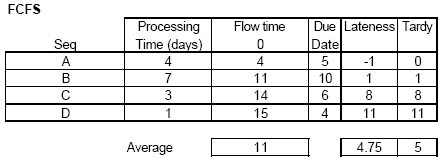 FCFS
Processing Flow time Due Lateness Tardy
Seq Time (days) 0 Date
A 4 4 5 -1 0
B 7 11 10 1 1
C 3 14 6 8 8
D 1 15 4 11 11
Average 11 4.75 5